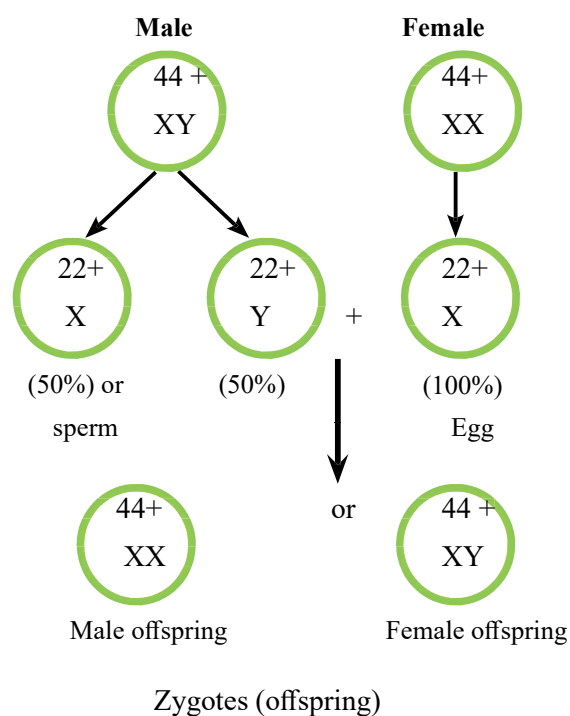 Male Female
44 + 44+
XY XX
22+ 22+ 22+
X Y + X
(50%) or (50%) (100%)
sperm Egg
44+ or 44 +
XX XY
Male offspring Female offspring
Zygotes (offspring)